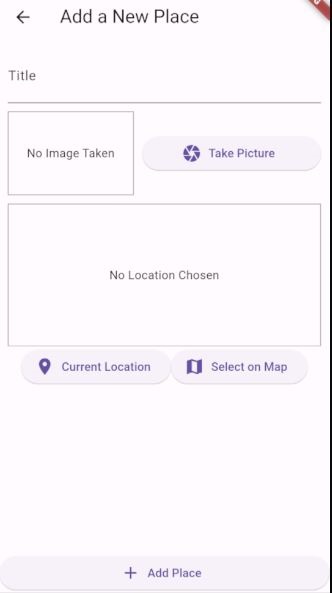 Add a New Place
Title
No Image Taken
Take Picture
No Location Chosen
Current Location
Select on Map
Add Place